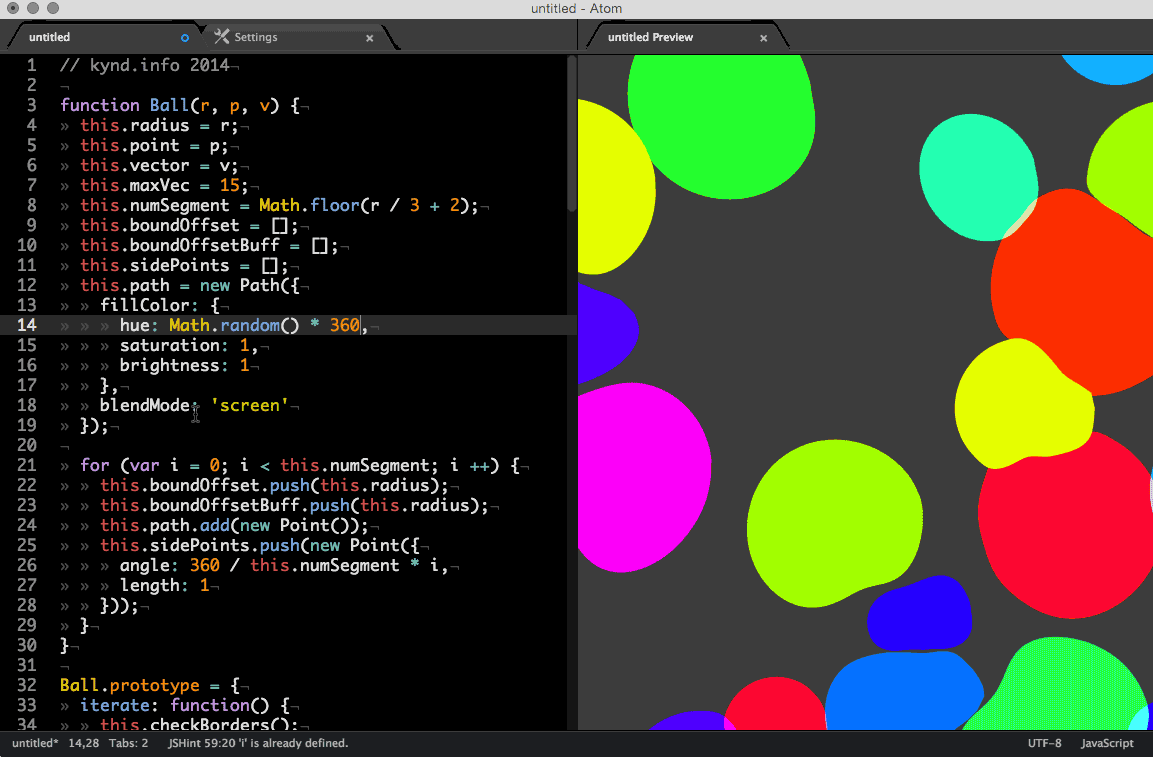 untitled - Atom
untitled
Settings
untitled Preview
1 // kynd.info 2014¬
2 ¬
3 function Ball(r, p, v) {¬
4 » this.radius = r;¬
5 » this.point = p;¬
6 » this.vector = v;¬
7 » this.maxVec = 15;¬
8 » this.numSegment = Math.floor(r / 3 + 2);¬
9 » this.boundOffset = [];¬
10 » this.boundOffsetBuff = [];¬
11 » this.sidePoints = [];¬
12 » this.path = new Path({¬
13 » » fillColor: {¬
14 » » » hue: Math.random() * 360,¬
15 » » » saturation: 1,¬
16 » » » brightness: 1¬
17 » » },¬
18 » » blendMode: 'screen'¬
19 » });¬
20 ¬
21 » for (var i = 0; i < this.numSegment; i ++) {¬
22 » » this.boundOffset.push(this.radius);¬
23 » » this.boundOffsetBuff.push(this.radius);¬
24 » » this.path.add(new Point());¬
25 » » this.sidePoints.push(new Point({¬
26 » » » angle: 360 / this.numSegment * i,¬
27 » » » length: 1¬
28 » » }));¬
29 » }¬
30 }¬
31 ¬
32 Ball.prototype = {¬
33 » iterate: function() {¬
34 » » this.checkBorders();¬
untitled* 14,28 Tabs: 2 JSHint 59:20 'i' is already defined. UTF-8 JavaScript